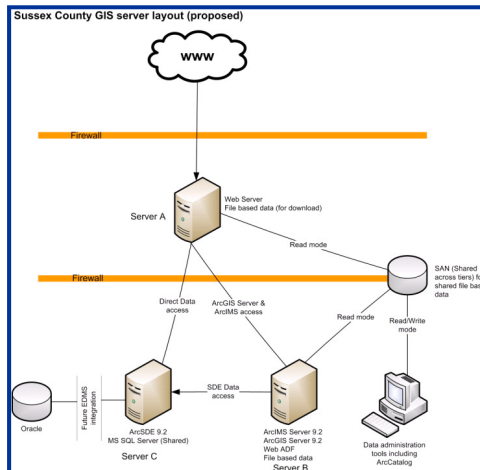 Sussex County GIS server layout (proposed)
www
Firewall
Web Server
File based data (for download)
Server A
Read mode
Firewall
SAN (Shared
across tiers) fo
shared file bas
data
Direct Data
access
ArcGIS Server &
ArcIMS access
Read mode
Read/Write
mode
SDE Data
access
Future EDMS
integration
Oracle
ArcSDE 9.2
MS SQL Server (Shared)
Server C
ArcIMS Server 9.2
ArcGIS Server 9.2
Web ADF
File based data
Server B
Data administration
tools including
ArcCatalog